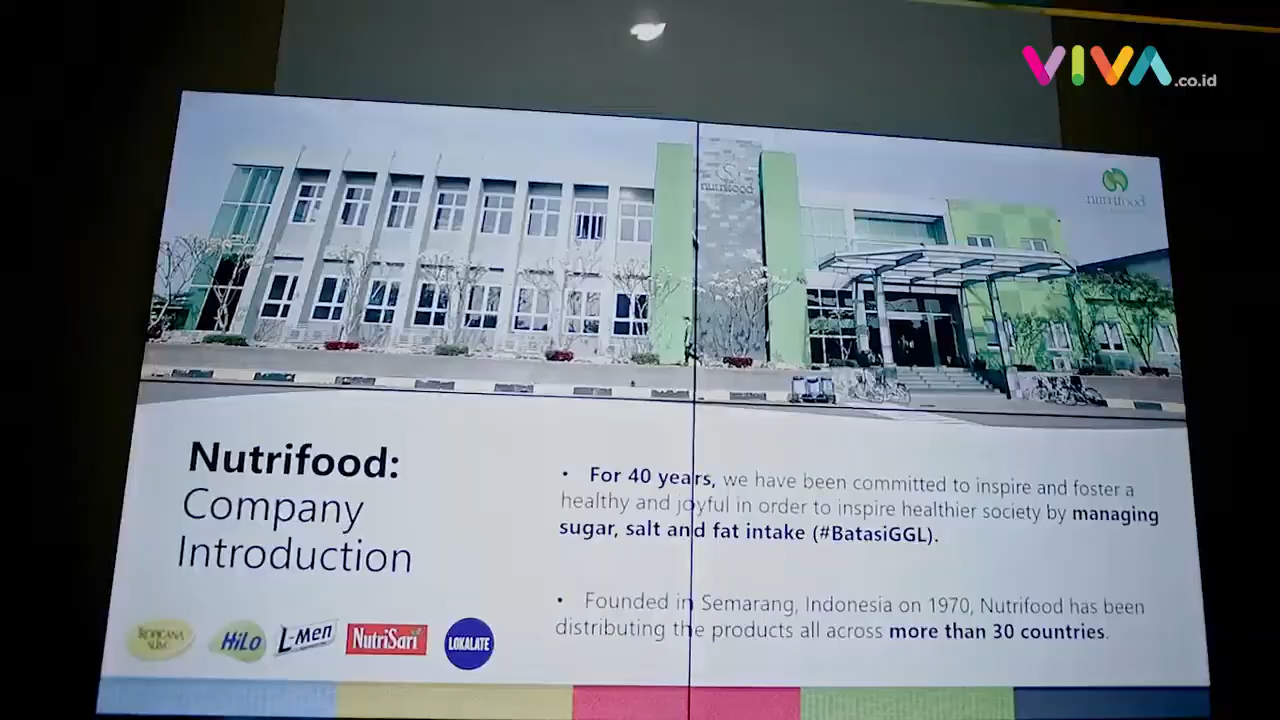 VIVA.co.id
nutrifood
nutrifood
Nutrifood:
Company
Introduction
• For 40 years, we have been committed to inspire and foster a
healthy and joyful in order to inspire healthier society by managing
sugar, salt and fat intake (#BatasiGGL).
• Founded in Semarang, Indonesia on 1970, Nutrifood has been
distributing the products all across more than 30 countries.
TROPICANA
SLIM
HiLo
L-Men
NutriSari
LOKALATE